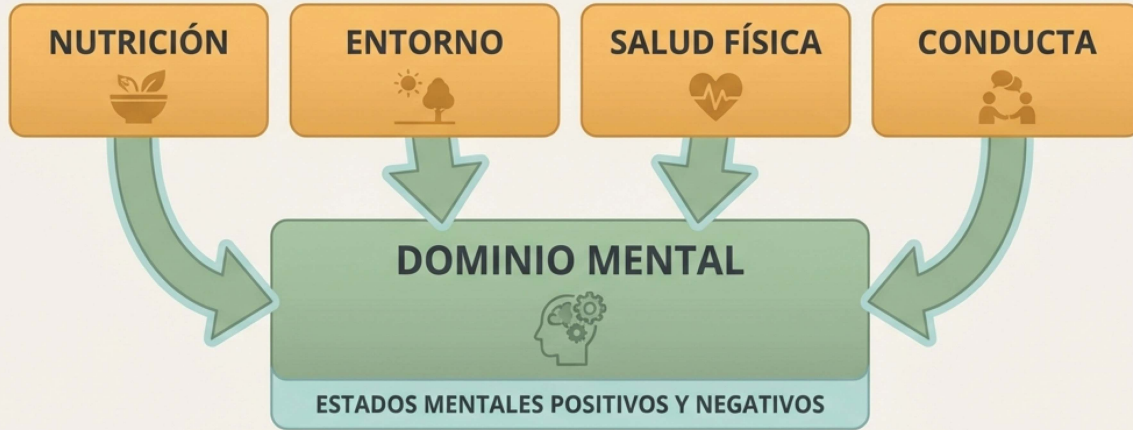 NUTRICIÓN
ENTORNO
SALUD FÍSICA
CONDUCTA
DOMINIO MENTAL
ESTADOS MENTALES POSITIVOS Y NEGATIVOS